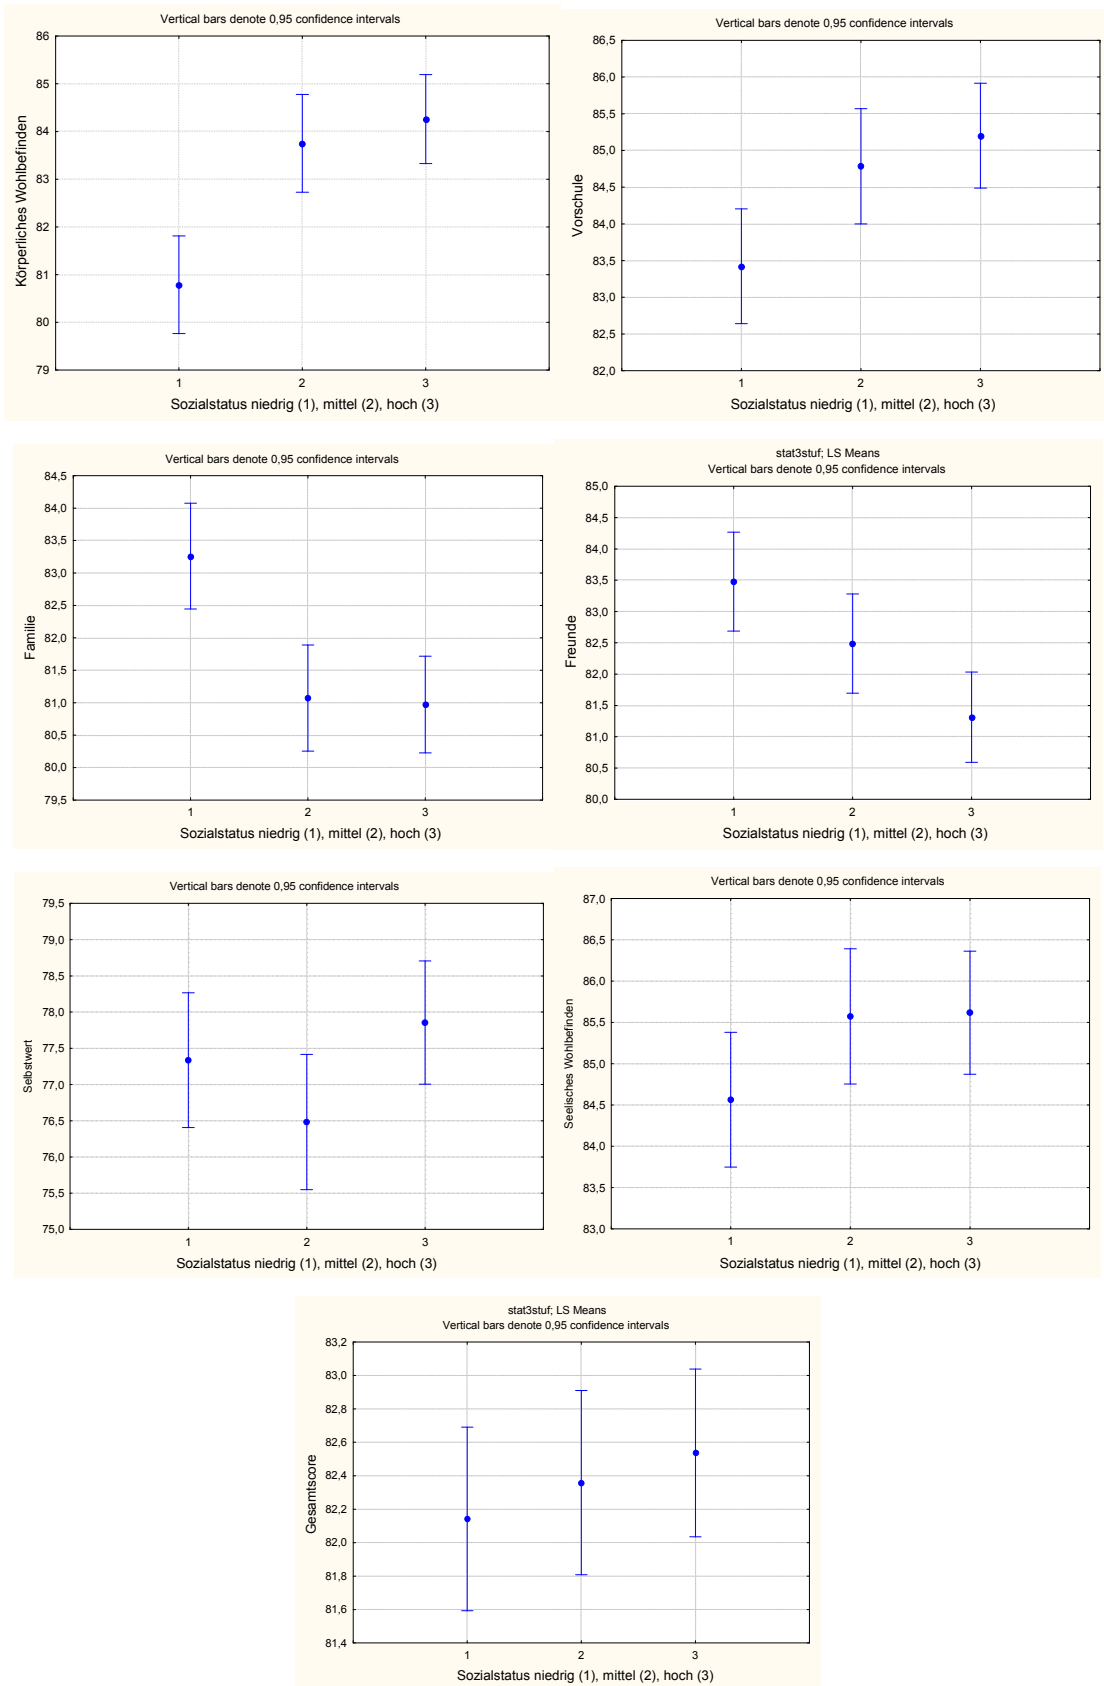 Vertical bars denote 0,95 confidence intervals
Körperliches Wohlbefinden
86
85
84
83
82
81
80
79
1 2 3
Sozialstatus niedrig (1), mittel (2), hoch (3)
Vertical bars denote 0,95 confidence intervals
Vorschule
86,5
86,0
85,5
85,0
84,5
84,0
83,5
83,0
82,5
82,0
1 2 3
Sozialstatus niedrig (1), mittel (2), hoch (3)
Vertical bars denote 0,95 confidence intervals
Familie
84,5
84,0
83,5
83,0
82,5
82,0
81,5
81,0
80,5
80,0
79,5
1 2 3
Sozialstatus niedrig (1), mittel (2), hoch (3)
stat3stuf; LS Means
Vertical bars denote 0,95 confidence intervals
Freunde
85,0
84,5
84,0
83,5
83,0
82,5
82,0
81,5
81,0
80,5
80,0
1 2 3
Sozialstatus niedrig (1), mittel (2), hoch (3)
Vertical bars denote 0,95 confidence intervals
Selbstwert
79,5
79,0
78,5
78,0
77,5
77,0
76,5
76,0
75,5
75,0
1 2 3
Sozialstatus niedrig (1), mittel (2), hoch (3)
Vertical bars denote 0,95 confidence intervals
Seelisches Wohlbefinden
87,0
86,5
86,0
85,5
85,0
84,5
84,0
83,5
83,0
1 2 3
Sozialstatus niedrig (1), mittel (2), hoch (3)
stat3stuf; LS Means
Vertical bars denote 0,95 confidence intervals
Gesamtscore
83,2
83,0
82,8
82,6
82,4
82,2
82,0
81,8
81,6
81,4
1 2 3
Sozialstatus niedrig (1), mittel (2), hoch (3)